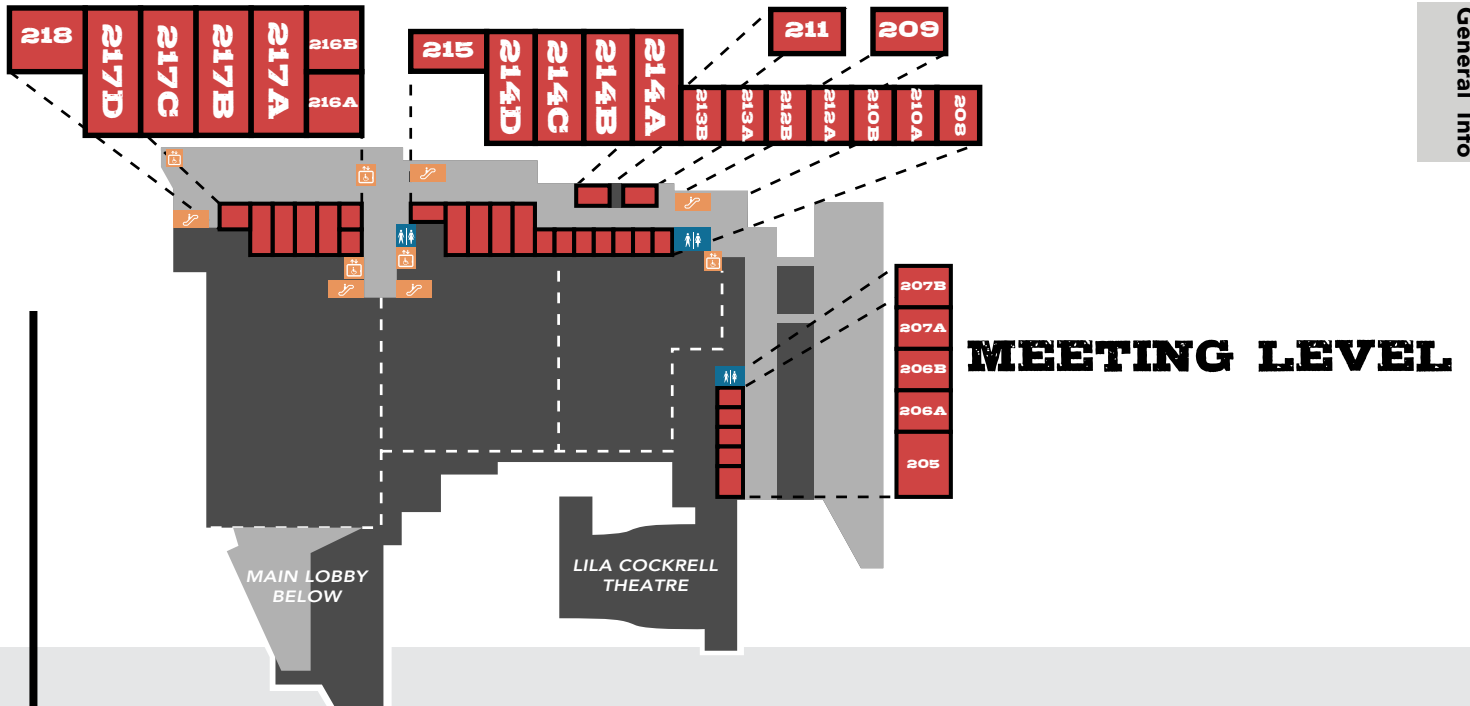 General Info
218
217D
217C
217B
217A
216B
216A
215
214D
214C
214B
214A
213B
213A
212B
212A
210B
210A
208
211
209
207B
207A
206B
206A
205
MEETING LEVEL
MAIN LOBBY
BELOW
LILA COCKRELL
THEATRE